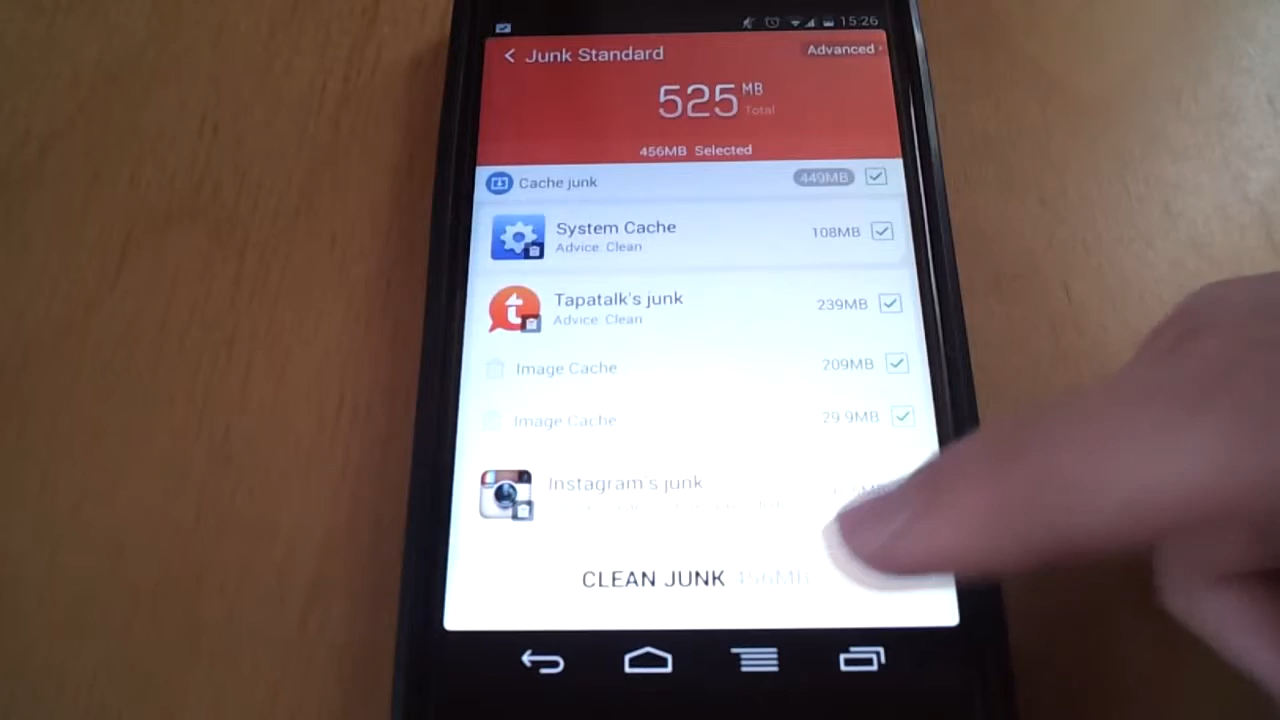 15:26
Junk Standard
Advanced
525 MB
Total
456MB Selected
Cache junk
449MB
System Cache
108MB
Advice: Clean
Tapatalk's junk
239MB
Advice: Clean
Image Cache
209MB
Image Cache
29.9MB
Instagram's junk
CLEAN JUNK 456MB